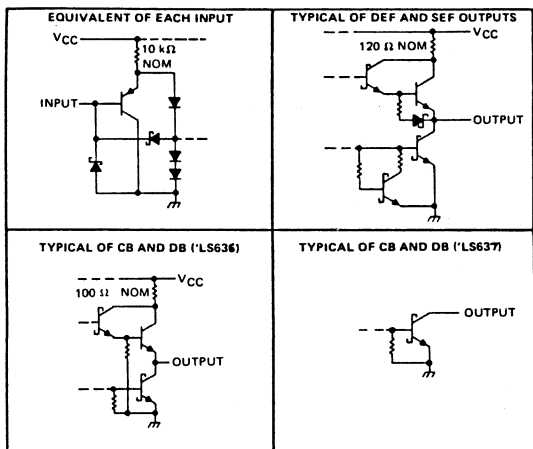 EQUIVALENT OF EACH INPUT
VCC
10 kΩ
NOM
INPUT
TYPICAL OF DEF AND SEF OUTPUTS
VCC
120 Ω NOM
OUTPUT
TYPICAL OF CB AND DB ('LS636)
VCC
100 Ω NOM
OUTPUT
TYPICAL OF CB AND DB ('LS637)
OUTPUT